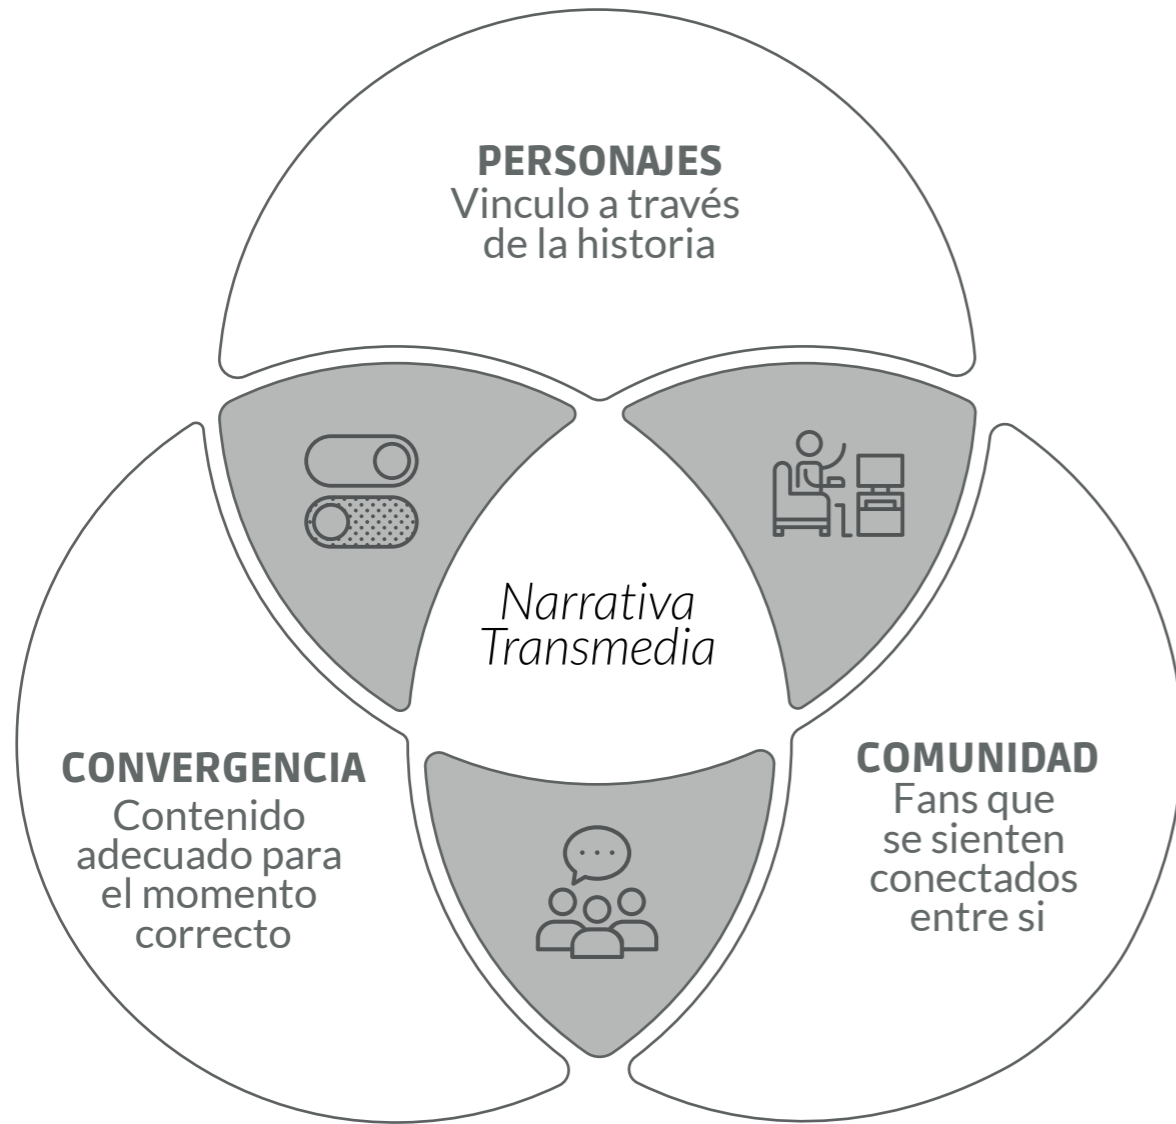 PERSONAJES
Vinculo a través
de la historia
Narrativa
Transmedia
CONVERGENCIA
Contenido
adecuado para
el momento
correcto
COMUNIDAD
Fans que
se sienten
conectados
entre si